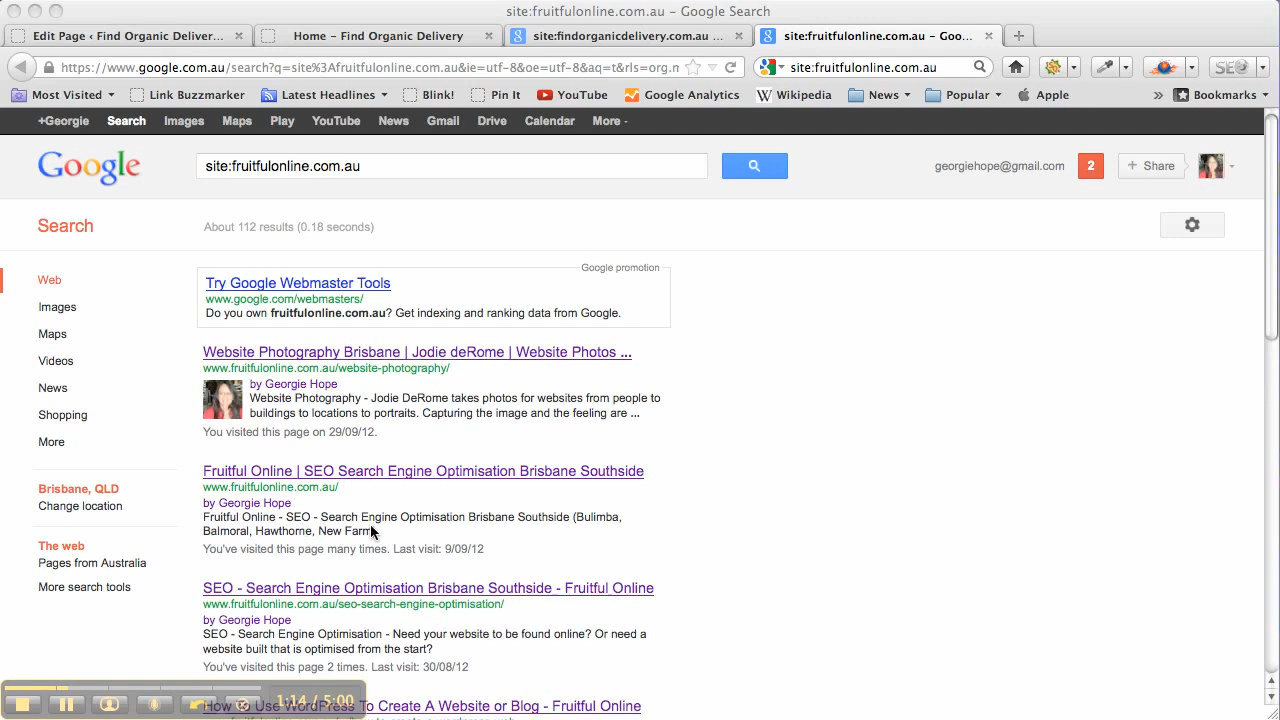 site:fruitfulonline.com.au – Google Search
Edit Page ‹ Find Organic Deliver...
Home – Find Organic Delivery
site:findorganicdelivery.com.au ...
site:fruitfulonline.com.au – Goo...
https://www.google.com.au/search?q=site%3Afruitfulonline.com.au&ie=utf-8&oe=utf-8&aq=t&rls=org.m
site:fruitfulonline.com.au
SEO
Most Visited
Link Buzzmarker
Latest Headlines
Blink!
Pin It
YouTube
Google Analytics
Wikipedia
News
Popular
Apple
»
Bookmarks
+Georgie
Search
Images
Maps
Play
YouTube
News
Gmail
Drive
Calendar
More
Google
site:fruitfulonline.com.au
georgiehope@gmail.com
2
+ Share
Search
About 112 results (0.18 seconds)
Web
Images
Maps
Videos
News
Shopping
More
Brisbane, QLD
Change location
The web
Pages from Australia
More search tools
Google promotion
Try Google Webmaster Tools
www.google.com/webmasters/
Do you own fruitfulonline.com.au? Get indexing and ranking data from Google.
Website Photography Brisbane | Jodie deRome | Website Photos ...
www.fruitfulonline.com.au/website-photography/
by Georgie Hope
Website Photography - Jodie DeRome takes photos for websites from people to
buildings to locations to portraits. Capturing the image and the feeling are ...
You visited this page on 29/09/12.
Fruitful Online | SEO Search Engine Optimisation Brisbane Southside
www.fruitfulonline.com.au/
by Georgie Hope
Fruitful Online - SEO - Search Engine Optimisation Brisbane Southside (Bulimba,
Balmoral, Hawthorne, New Farm
You've visited this page many times. Last visit: 9/09/12
SEO - Search Engine Optimisation Brisbane Southside - Fruitful Online
www.fruitfulonline.com.au/seo-search-engine-optimisation/
by Georgie Hope
SEO - Search Engine Optimisation - Need your website to be found online? Or need a
website built that is optimised from the start?
You've visited this page 2 times. Last visit: 30/08/12
How to Use WordPress To Create A Website or Blog - Fruitful Online
1:14 / 5:00